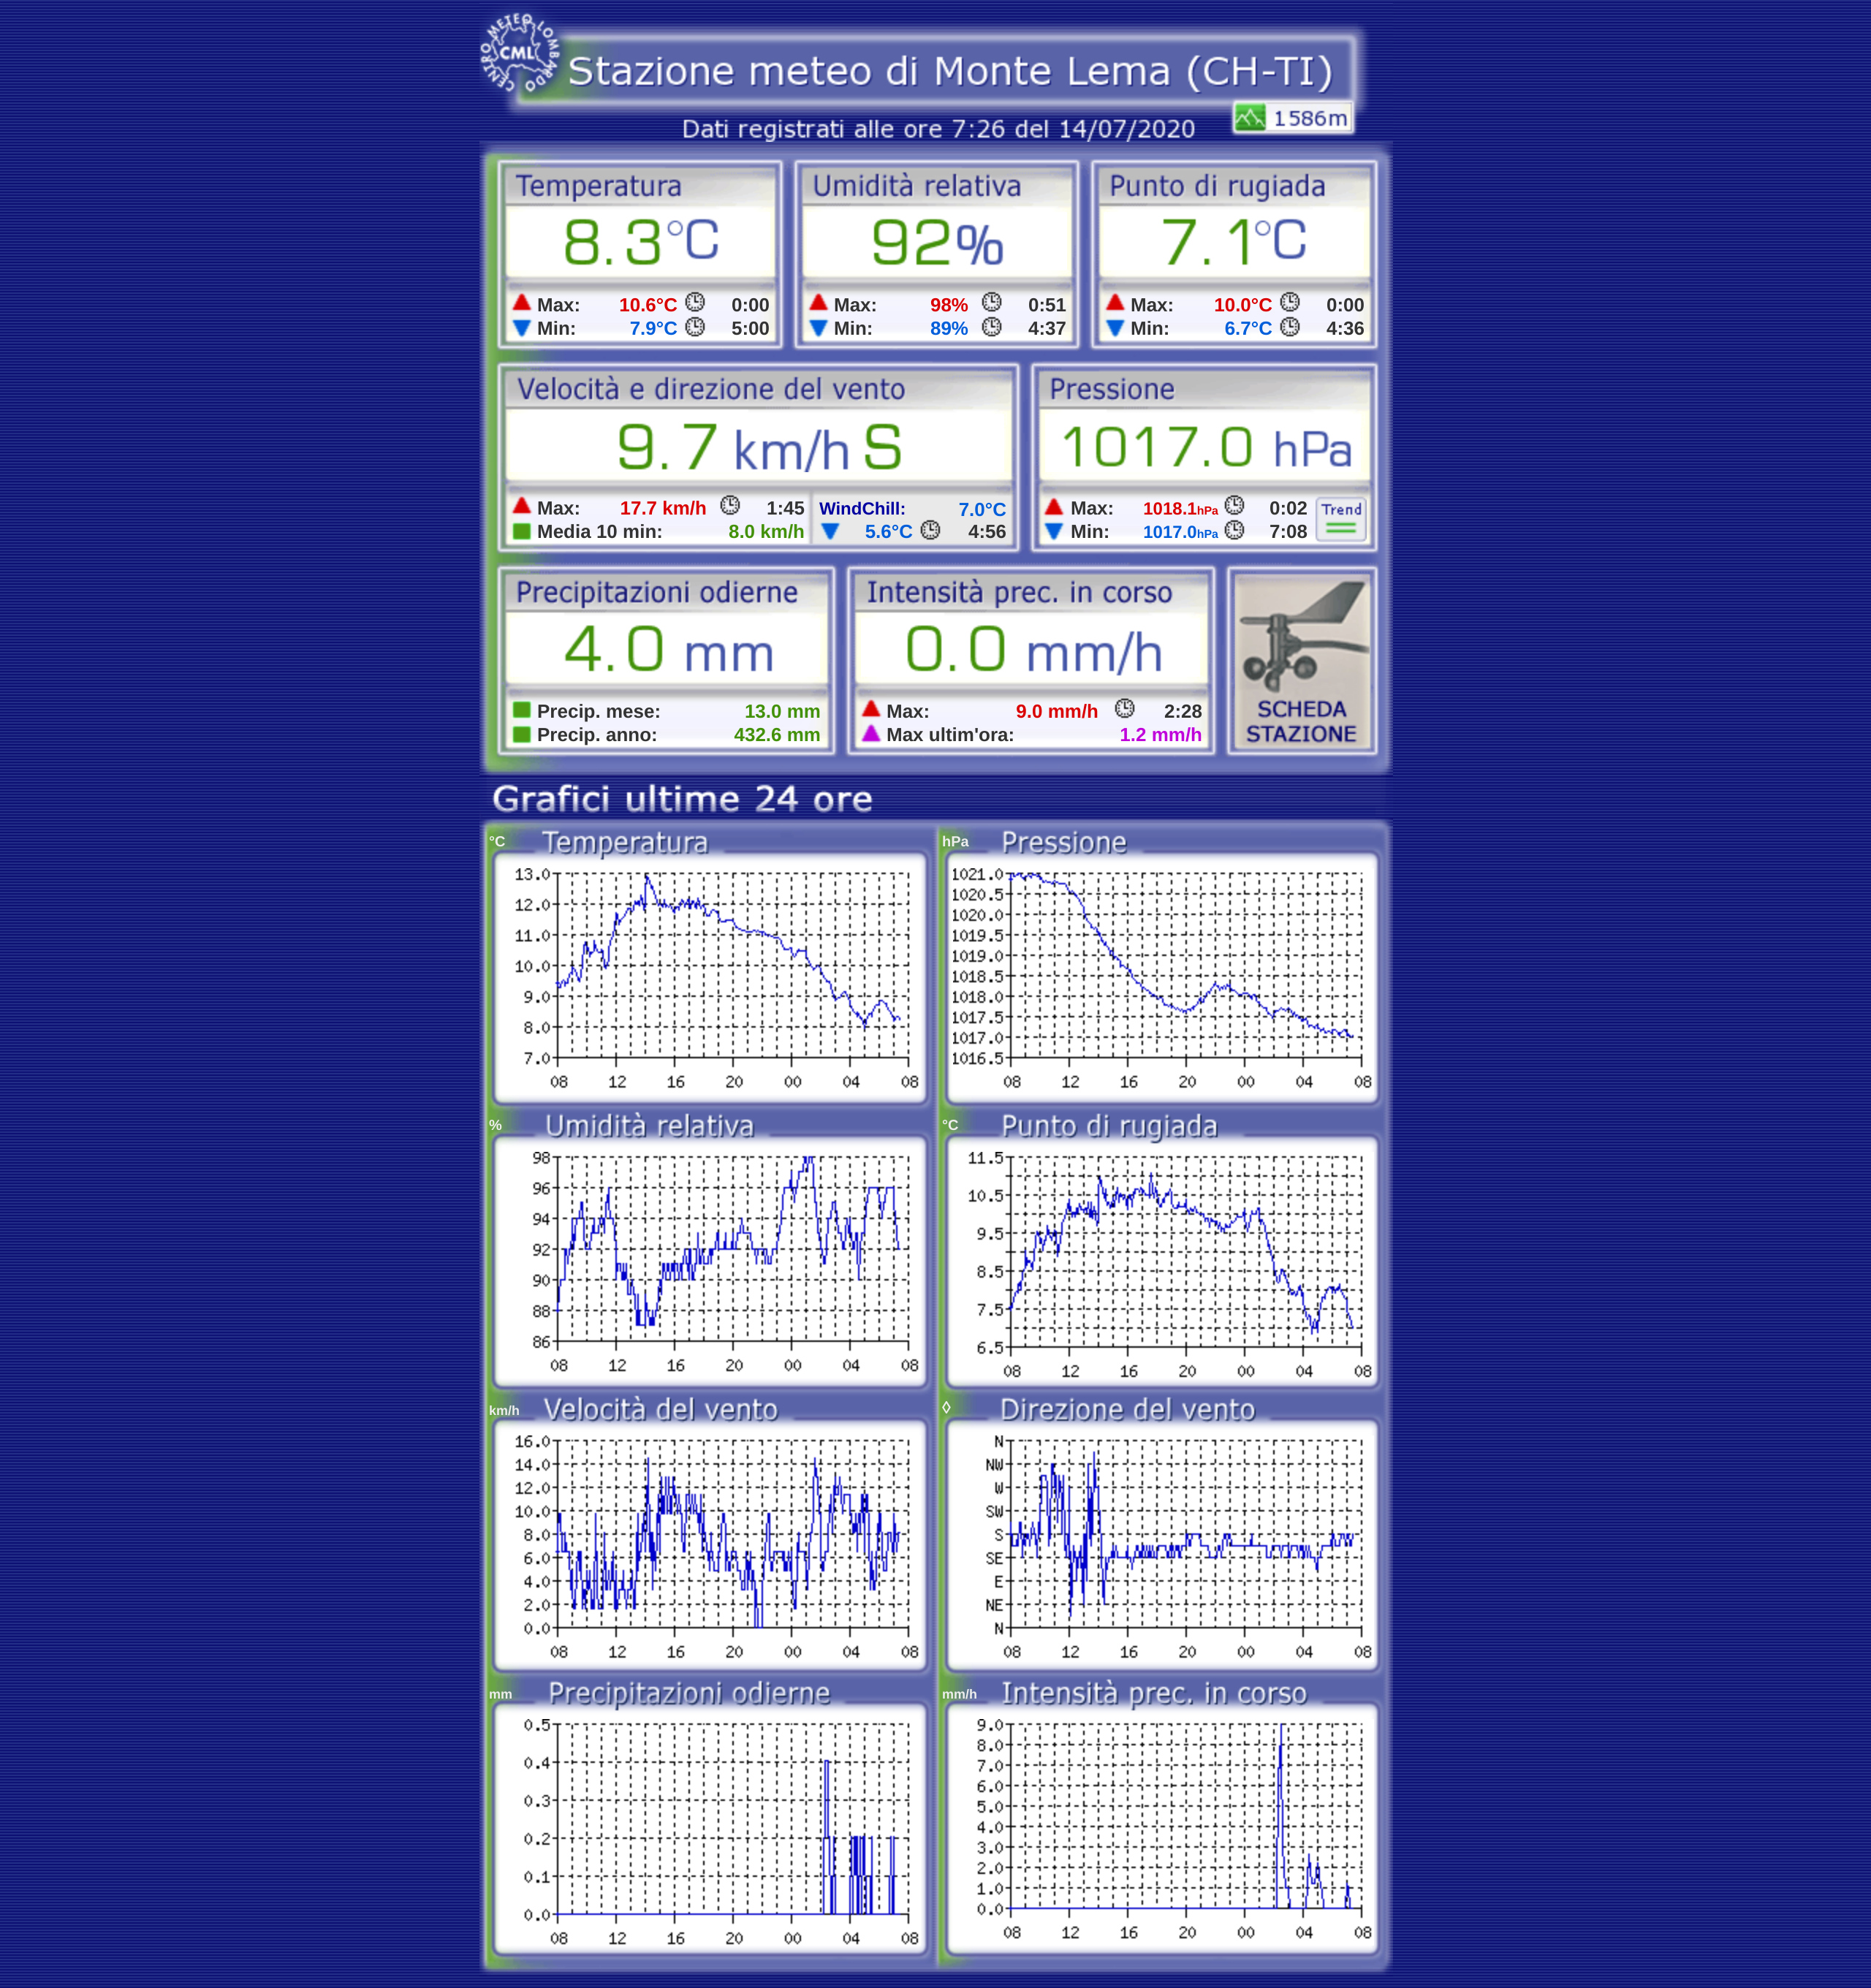 CENTRO METEO LOMBARDO
CML
Stazione meteo di Monte Lema (CH-TI)
1586m
Dati registrati alle ore 7:26 del 14/07/2020
Temperatura
8.3°C
Max: 10.6°C 0:00
Min: 7.9°C 5:00
Umidità relativa
92%
Max: 98% 0:51
Min: 89% 4:37
Punto di rugiada
7.1°C
Max: 10.0°C 0:00
Min: 6.7°C 4:36
Velocità e direzione del vento
9.7 km/h S
Max: 17.7 km/h 1:45
Media 10 min: 8.0 km/h
WindChill: 7.0°C
5.6°C 4:56
Pressione
1017.0 hPa
Max: 1018.1hPa 0:02
Min: 1017.0hPa 7:08
Trend
Precipitazioni odierne
4.0 mm
Precip. mese: 13.0 mm
Precip. anno: 432.6 mm
Intensità prec. in corso
0.0 mm/h
Max: 9.0 mm/h 2:28
Max ultim'ora: 1.2 mm/h
SCHEDA
STAZIONE
Grafici ultime 24 ore
°C Temperatura
13.0
12.0
11.0
10.0
9.0
8.0
7.0
08 12 16 20 00 04 08
hPa Pressione
1021.0
1020.5
1020.0
1019.5
1019.0
1018.5
1018.0
1017.5
1017.0
1016.5
08 12 16 20 00 04 08
% Umidità relativa
98
96
94
92
90
88
86
08 12 16 20 00 04 08
°C Punto di rugiada
11.5
10.5
9.5
8.5
7.5
6.5
08 12 16 20 00 04 08
km/h Velocità del vento
16.0
14.0
12.0
10.0
8.0
6.0
4.0
2.0
0.0
08 12 16 20 00 04 08
◊ Direzione del vento
N
NW
W
SW
S
SE
E
NE
N
08 12 16 20 00 04 08
mm Precipitazioni odierne
0.5
0.4
0.3
0.2
0.1
0.0
08 12 16 20 00 04 08
mm/h Intensità prec. in corso
9.0
8.0
7.0
6.0
5.0
4.0
3.0
2.0
1.0
0.0
08 12 16 20 00 04 08